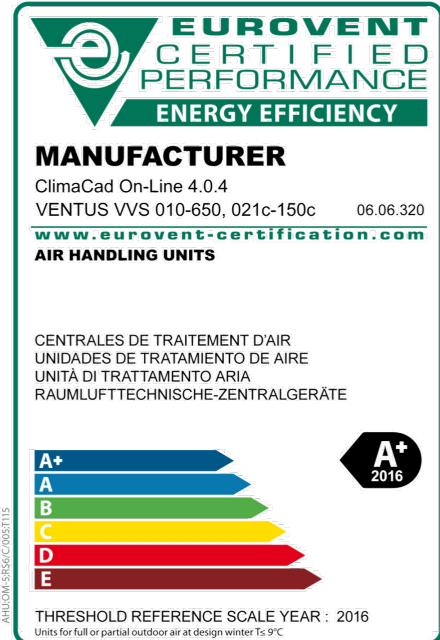 EUROVENT
CERTIFIED
PERFORMANCE
ENERGY EFFICIENCY
MANUFACTURER
ClimaCad On-Line 4.0.4
VENTUS VVS 010-650, 021c-150c 06.06.320
www.eurovent-certification.com
AIR HANDLING UNITS
CENTRALES DE TRAITEMENT D'AIR
UNIDADES DE TRATAMIENTO DE AIRE
UNITÀ DI TRATTAMENTO ARIA
RAUMLUFTTECHNISCHE-ZENTRALGERÄTE
A+
A
B
C
D
E
A+
2016
THRESHOLD REFERENCE SCALE YEAR : 2016
Units for full or partial outdoor air at design winter T≤ 9°C
AHU:OM-5;RS6/C/005;T11S